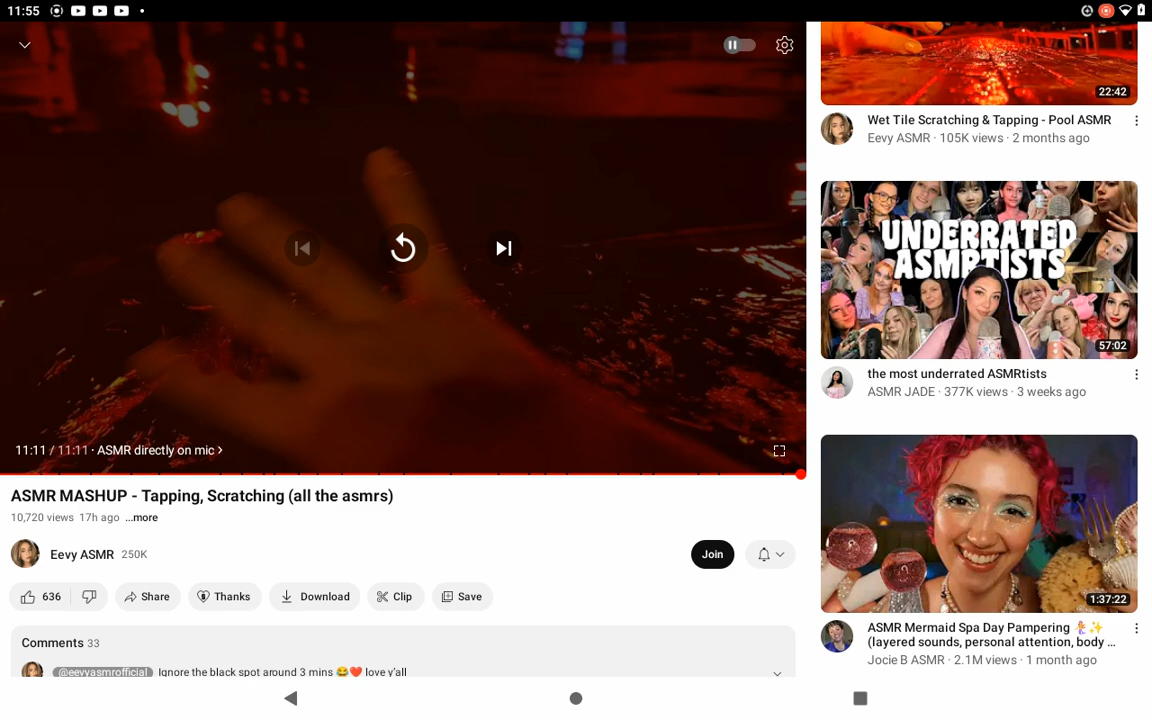 11:55
22:42
Wet Tile Scratching & Tapping - Pool ASMR
Eevy ASMR · 105K views · 2 months ago
UNDERRATED
ASMRTISTS
57:02
the most underrated ASMRtists
ASMR JADE · 377K views · 3 weeks ago
1:37:22
ASMR Mermaid Spa Day Pampering 🧜‍♀️✨
(layered sounds, personal attention, body ...
Jocie B ASMR · 2.1M views · 1 month ago
11:11 / 11:11 · ASMR directly on mic >
ASMR MASHUP - Tapping, Scratching (all the asmrs)
10,720 views 17h ago ...more
Eevy ASMR 250K
Join
636 Share Thanks Download Clip Save
Comments 33
@eevyasmrofficial Ignore the black spot around 3 mins 😂❤️ love y'all